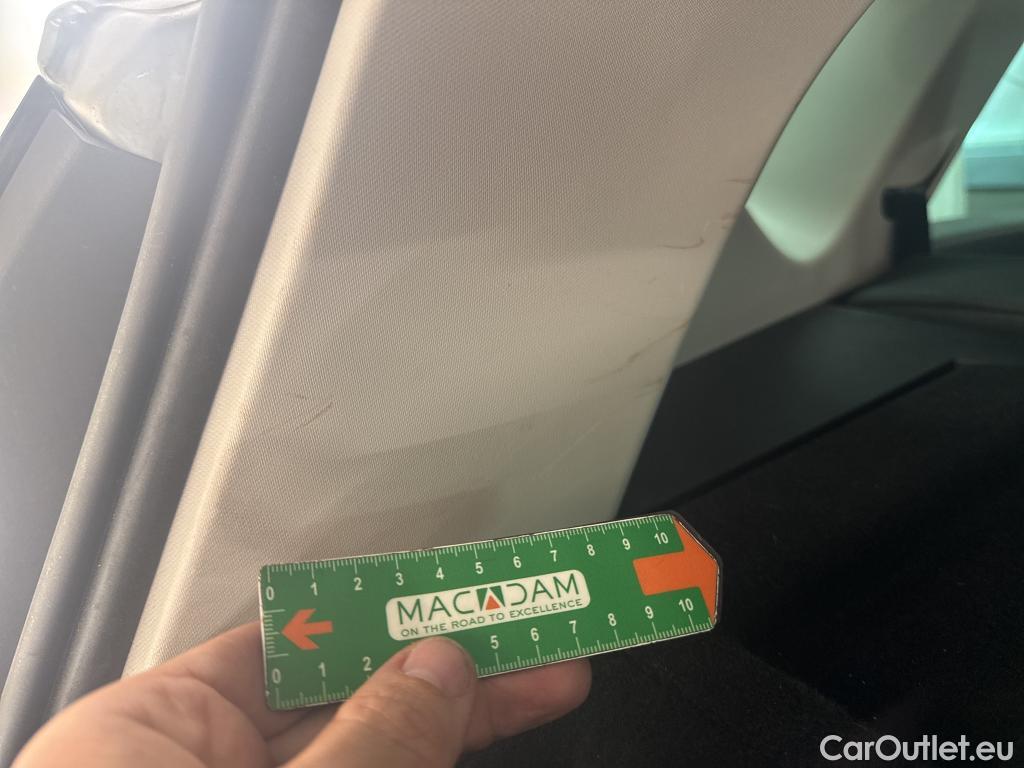 0 1 2 3 4 5 6 7 8 9 10
MACADAM
ON THE ROAD TO EXCELLENCE
0 1 2 5 6 7 8 9 10
CarOutlet.eu